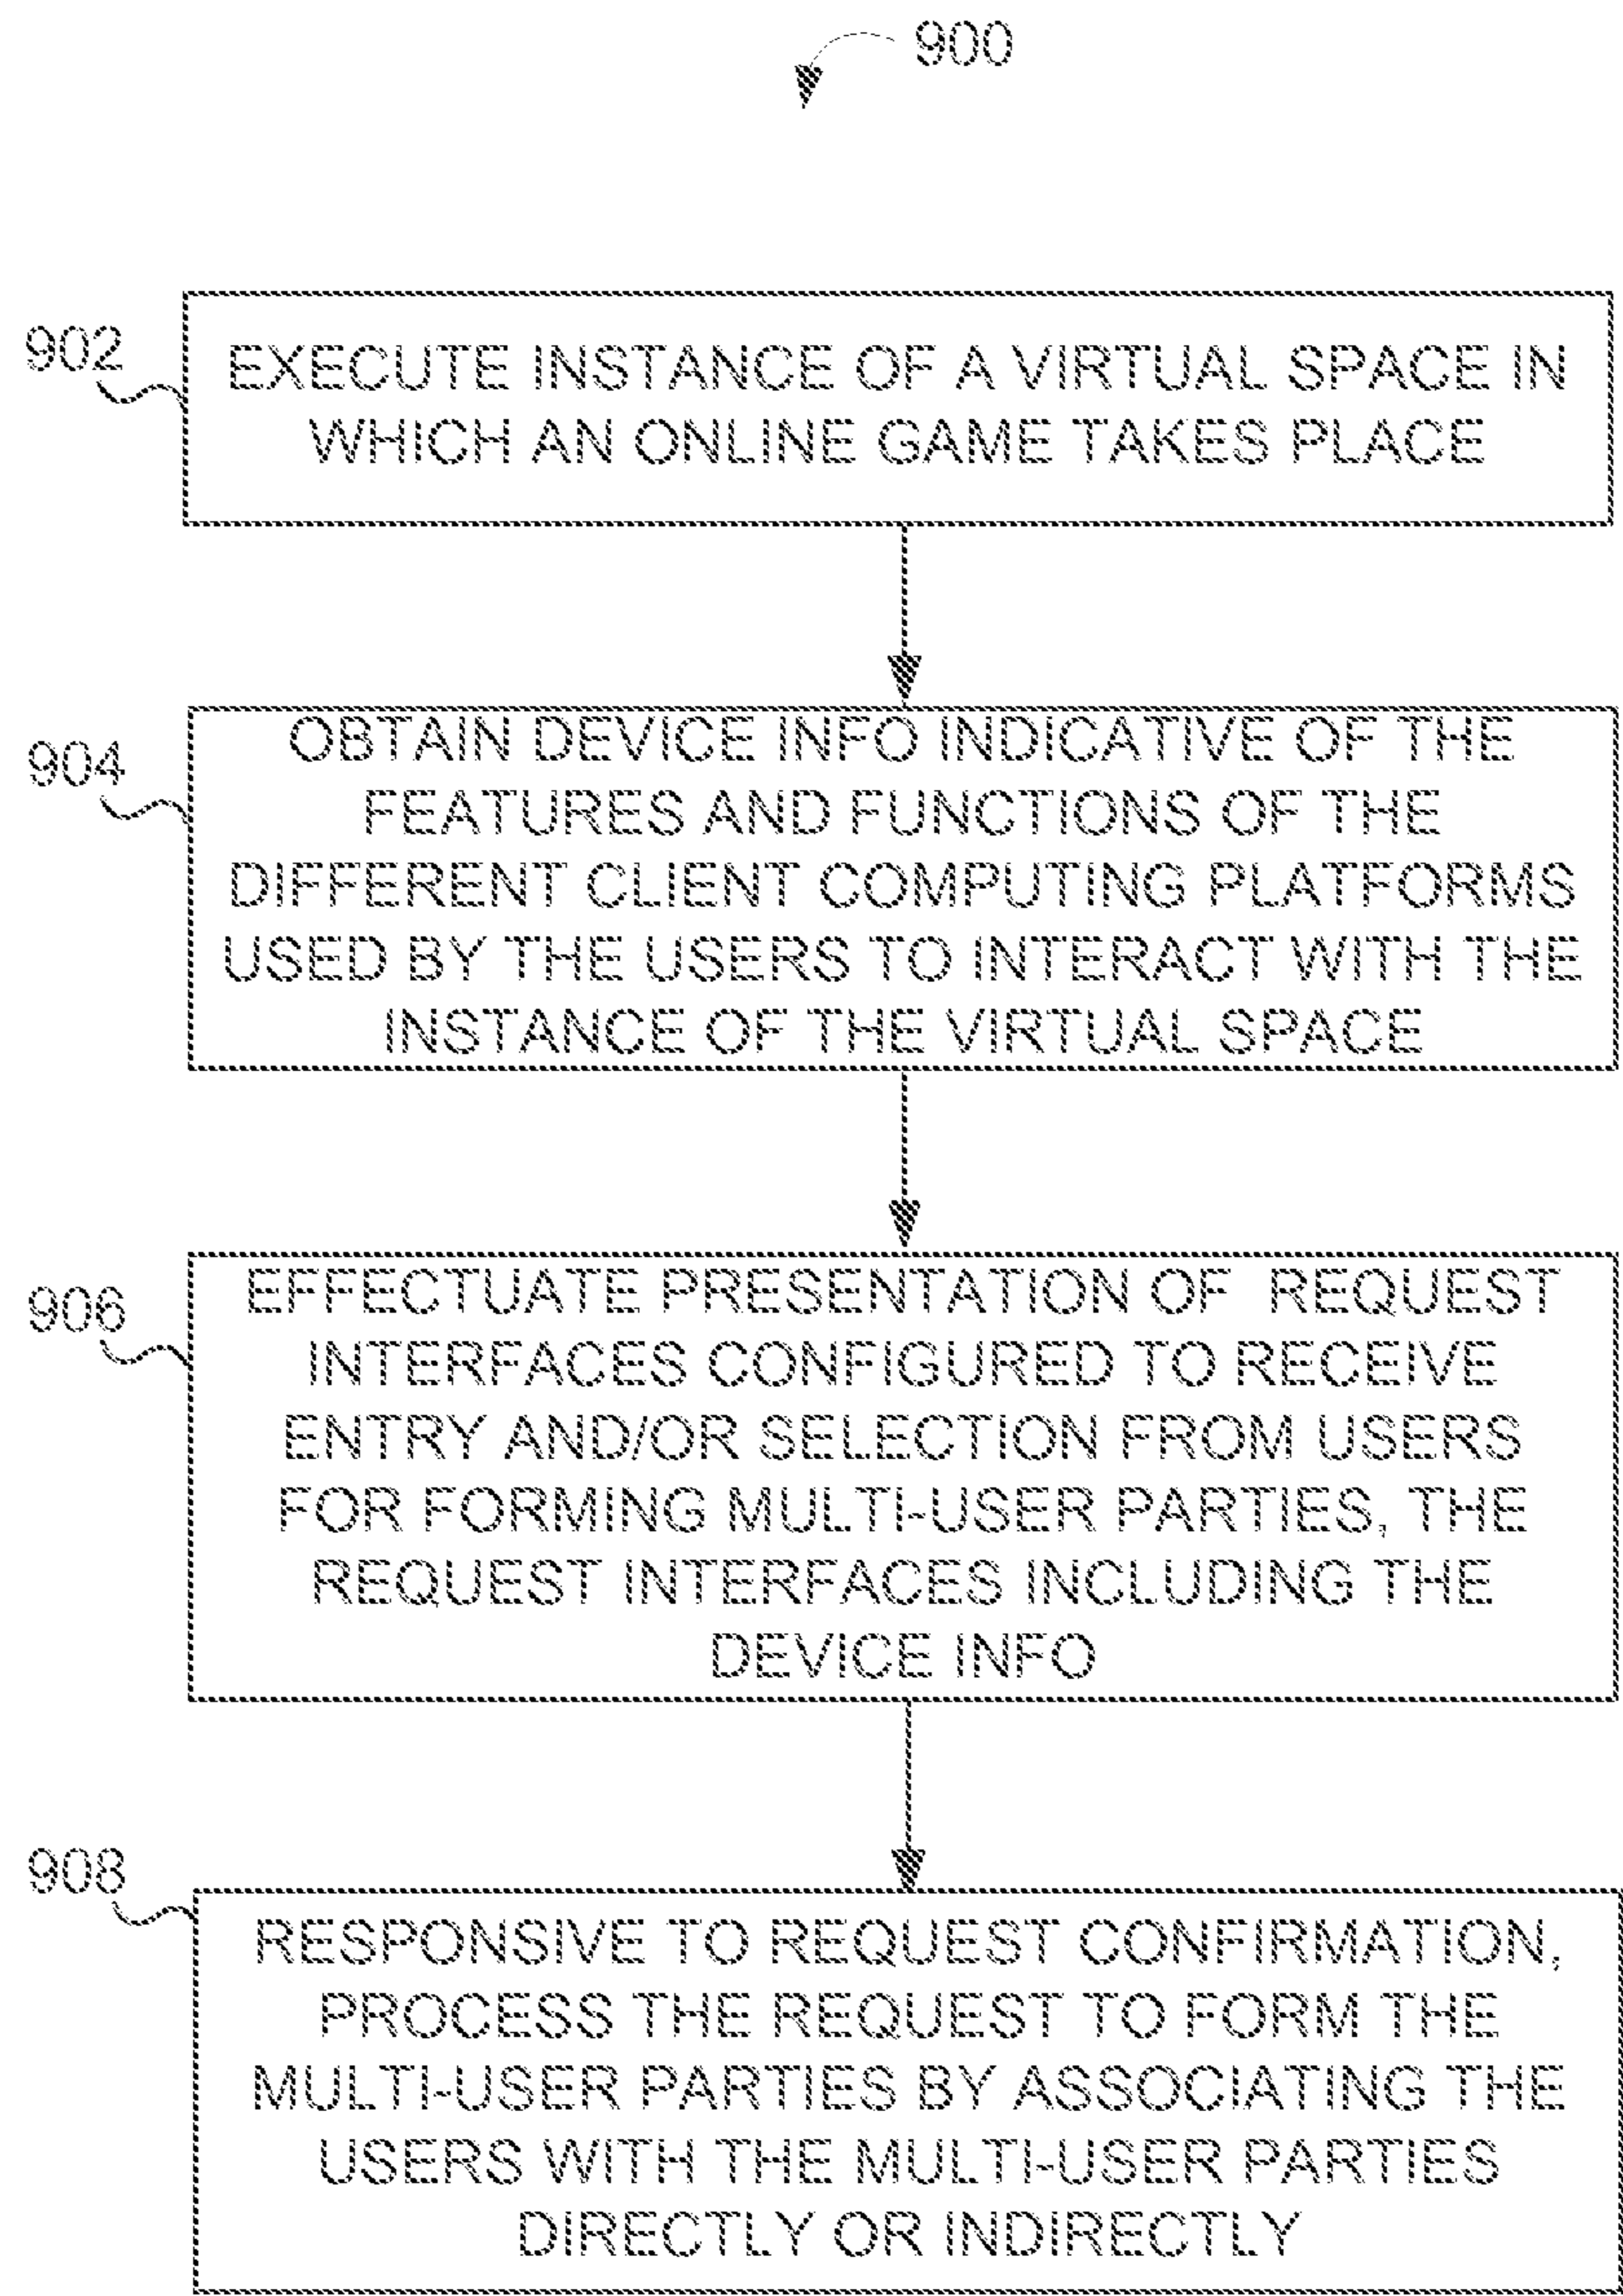 900
902
EXECUTE INSTANCE OF A VIRTUAL SPACE IN
WHICH AN ONLINE GAME TAKES PLACE
904
OBTAIN DEVICE INFO INDICATIVE OF THE
FEATURES AND FUNCTIONS OF THE
DIFFERENT CLIENT COMPUTING PLATFORMS
USED BY THE USERS TO INTERACT WITH THE
INSTANCE OF THE VIRTUAL SPACE
906
EFFECTUATE PRESENTATION OF REQUEST
INTERFACES CONFIGURED TO RECEIVE
ENTRY AND/OR SELECTION FROM USERS
FOR FORMING MULTI-USER PARTIES, THE
REQUEST INTERFACES INCLUDING THE
DEVICE INFO
908
RESPONSIVE TO REQUEST CONFIRMATION,
PROCESS THE REQUEST TO FORM THE
MULTI-USER PARTIES BY ASSOCIATING THE
USERS WITH THE MULTI-USER PARTIES
DIRECTLY OR INDIRECTLY